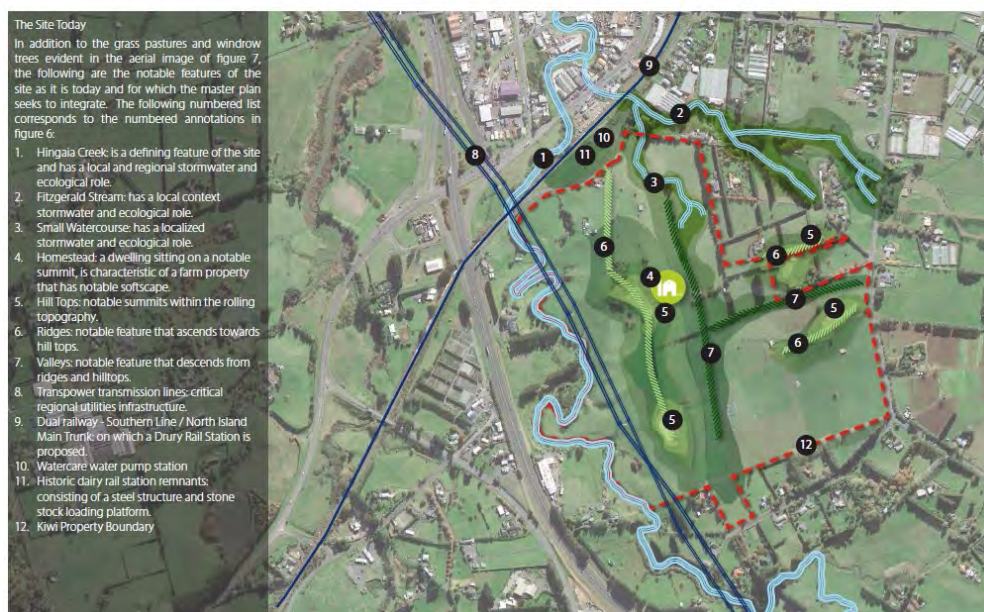 The Site Today
In addition to the grass pastures and windrow
trees evident in the aerial image of figure 7,
the following are the notable features of the
site as it is today and for which the master plan
seeks to integrate. The following numbered list
corresponds to the numbered annotations in
figure 6:
1. Hingaia Creek: is a defining feature of the site
and has a local and regional stormwater and
ecological role.
2. Fitzgerald Stream: has a local context
stormwater and ecological role.
3. Small Watercourse: has a localized
stormwater and ecological role.
4. Homestead: a dwelling sitting on a notable
summit, is characteristic of a farm property
that has notable softscape.
5. Hill Tops: notable summits within the rolling
topography.
6. Ridges: notable feature that ascends towards
hill tops.
7. Valleys: notable feature that descends from
ridges and hilltops.
8. Transpower transmission lines: critical
regional utilities infrastructure.
9. Dual railway - Southern Line / North Island
Main Trunk: on which a Drury Rail Station is
proposed.
10. Watercare water pump station
11. Historic dairy rail station remnants:
consisting of a steel structure and stone
stock loading platform.
12. Kiwi Property Boundary
9
2
10
8
1
11
3
5
6
6
4
7
5
5
6
7
5
12